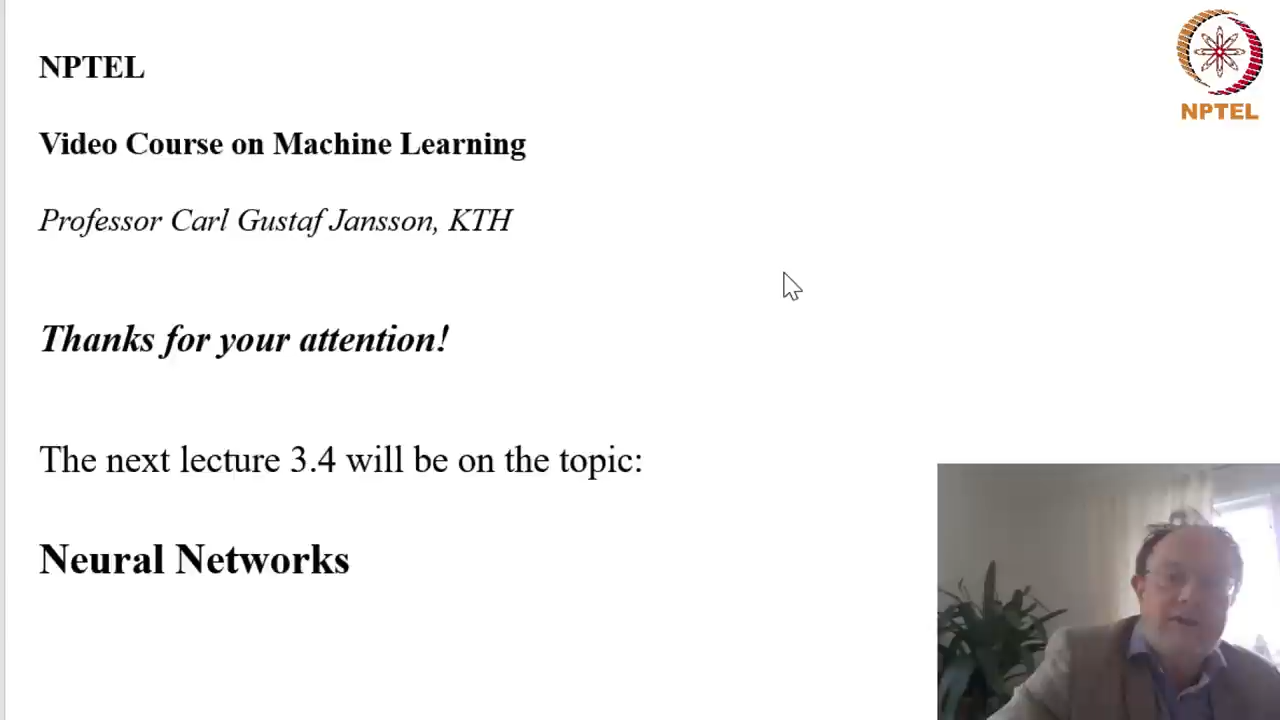 NPTEL
Video Course on Machine Learning
Professor Carl Gustaf Jansson, KTH
Thanks for your attention!
The next lecture 3.4 will be on the topic:
Neural Networks
NPTEL